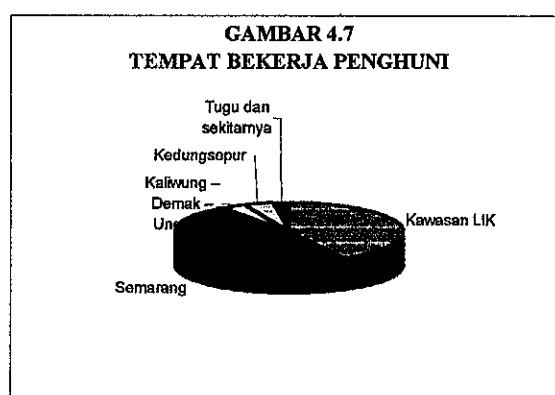 GAMBAR 4.7
TEMPAT BEKERJA PENGHUNI
Tugu dan
sekitarnya
Kedungsepur
Kaliwung –
Demak –
Kawasan LIK
Semarang